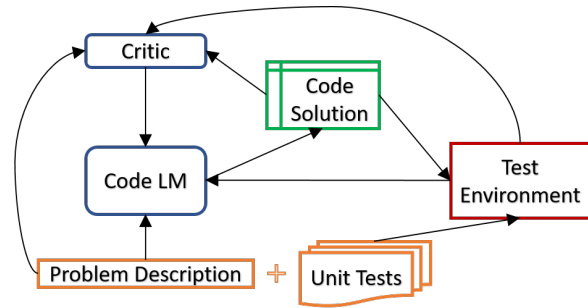 Critic
Code
Solution
Code LM
Test
Environment
Problem Description + Unit Tests